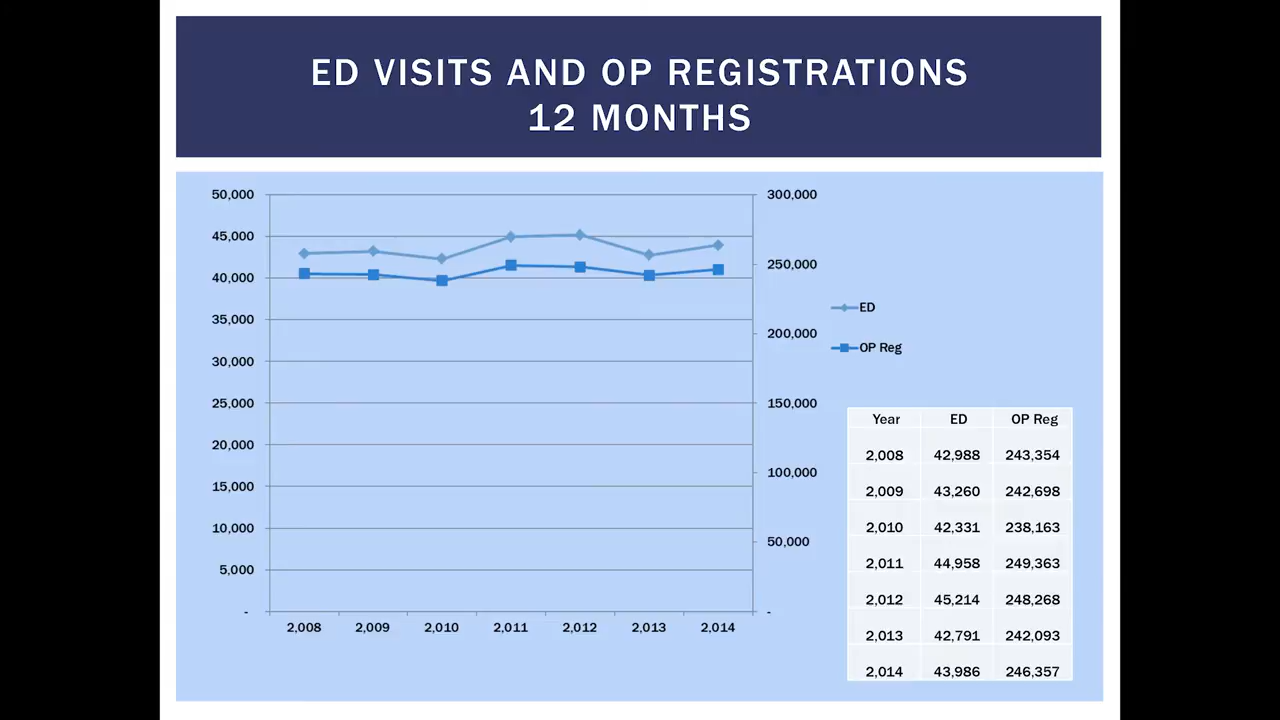 ED VISITS AND OP REGISTRATIONS
12 MONTHS
50,000
45,000
40,000
35,000
30,000
25,000
20,000
15,000
10,000
5,000
-
300,000
250,000
200,000
150,000
100,000
50,000
-
2,008 2,009 2,010 2,011 2,012 2,013 2,014
ED
OP Reg
Year ED OP Reg
2,008 42,988 243,354
2,009 43,260 242,698
2,010 42,331 238,163
2,011 44,958 249,363
2,012 45,214 248,268
2,013 42,791 242,093
2,014 43,986 246,357